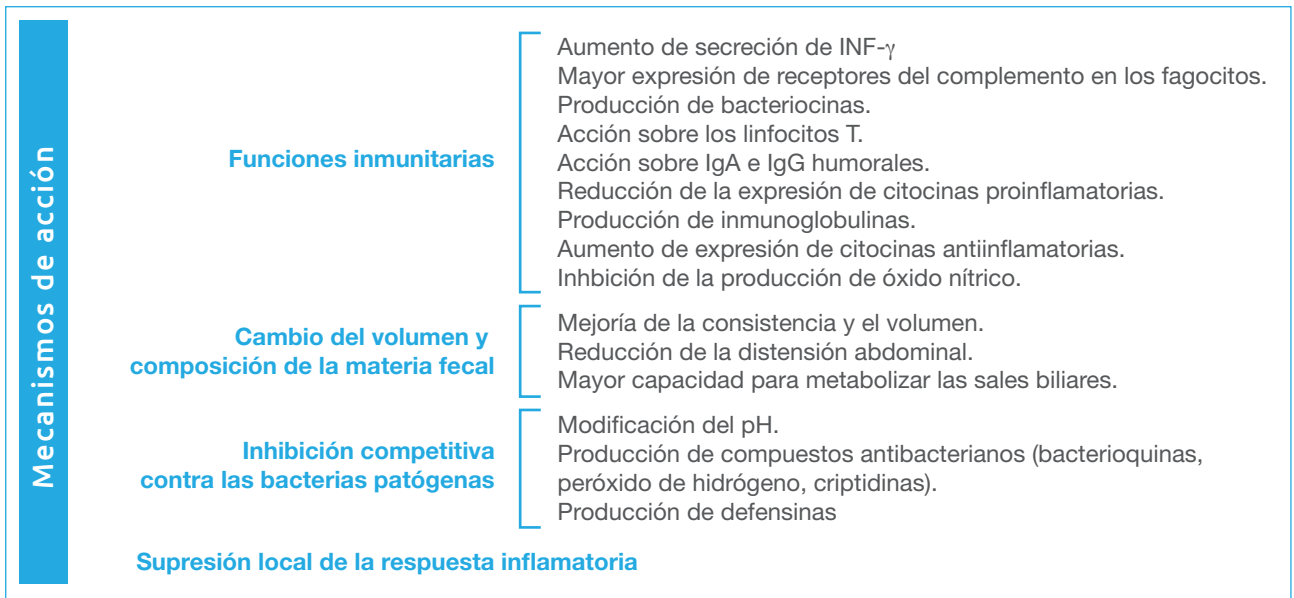 Mecanismos de acción
Funciones inmunitarias
Aumento de secreción de INF-γ
Mayor expresión de receptores del complemento en los fagocitos.
Producción de bacteriocinas.
Acción sobre los linfocitos T.
Acción sobre IgA e IgG humorales.
Reducción de la expresión de citocinas proinflamatorias.
Producción de inmunoglobulinas.
Aumento de expresión de citocinas antiinflamatorias.
Inhbición de la producción de óxido nítrico.
Cambio del volumen y
composición de la materia fecal
Mejoría de la consistencia y el volumen.
Reducción de la distensión abdominal.
Mayor capacidad para metabolizar las sales biliares.
Inhibición competitiva
contra las bacterias patógenas
Modificación del pH.
Producción de compuestos antibacterianos (bacterioquinas,
peróxido de hidrógeno, criptidinas).
Producción de defensinas
Supresión local de la respuesta inflamatoria